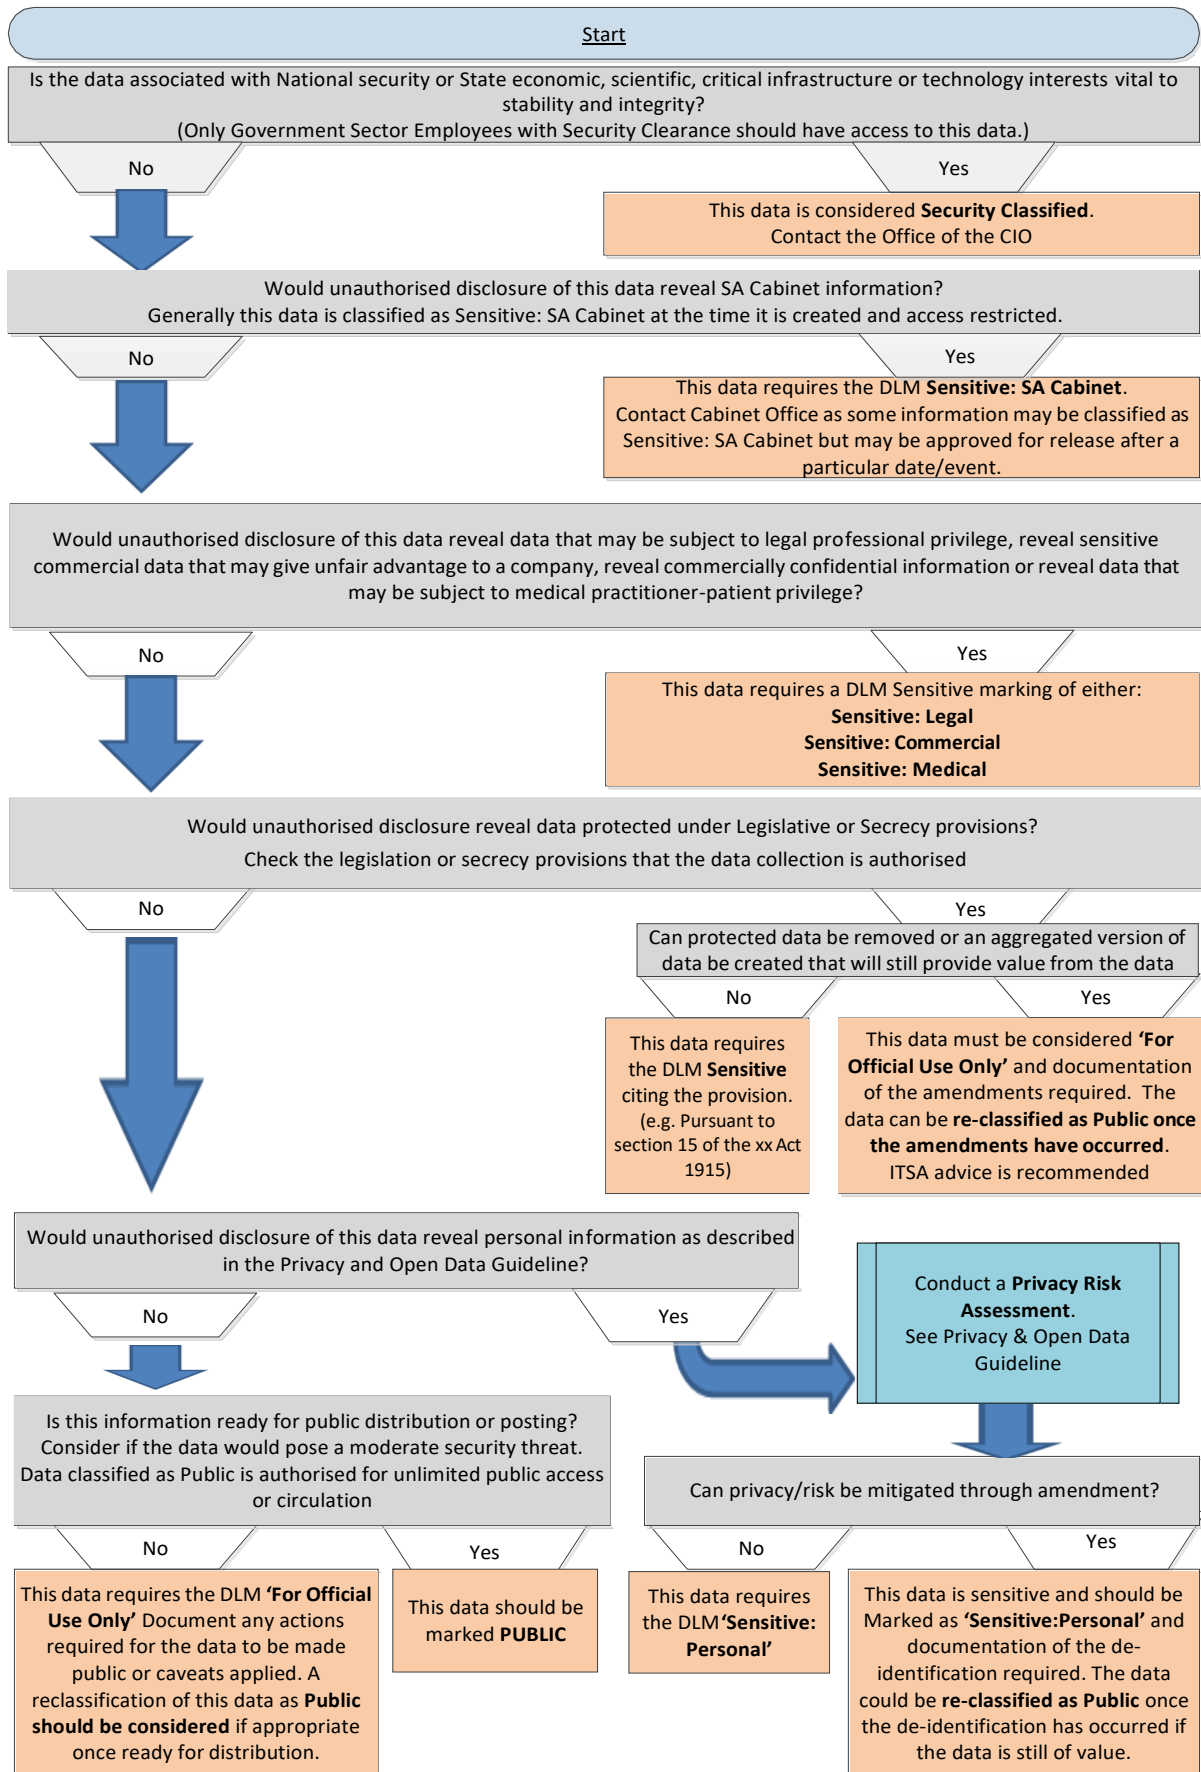 Start
Is the data associated with National security or State economic, scientific, critical infrastructure or technology interests vital to
stability and integrity?
(Only Government Sector Employees with Security Clearance should have access to this data.)
No
Yes
This data is considered Security Classified.
Contact the Office of the CIO
Would unauthorised disclosure of this data reveal SA Cabinet information?
Generally this data is classified as Sensitive: SA Cabinet at the time it is created and access restricted.
No
Yes
This data requires the DLM Sensitive: SA Cabinet.
Contact Cabinet Office as some information may be classified as
Sensitive: SA Cabinet but may be approved for release after a
particular date/event.
Would unauthorised disclosure of this data reveal data that may be subject to legal professional privilege, reveal sensitive
commercial data that may give unfair advantage to a company, reveal commercially confidential information or reveal data that
may be subject to medical practitioner-patient privilege?
No
Yes
This data requires a DLM Sensitive marking of either:
Sensitive: Legal
Sensitive: Commercial
Sensitive: Medical
Would unauthorised disclosure reveal data protected under Legislative or Secrecy provisions?
Check the legislation or secrecy provisions that the data collection is authorised
No
Yes
Can protected data be removed or an aggregated version of
data be created that will still provide value from the data
No
Yes
This data requires
the DLM Sensitive
citing the provision.
(e.g. Pursuant to
section 15 of the xx Act
1915)
This data must be considered ‘For
Official Use Only’ and documentation
of the amendments required. The
data can be re-classified as Public once
the amendments have occurred.
ITSA advice is recommended
Would unauthorised disclosure of this data reveal personal information as described
in the Privacy and Open Data Guideline?
No
Yes
Conduct a Privacy Risk
Assessment.
See Privacy & Open Data
Guideline
Is this information ready for public distribution or posting?
Consider if the data would pose a moderate security threat.
Data classified as Public is authorised for unlimited public access
or circulation
Can privacy/risk be mitigated through amendment?
No
Yes
No
Yes
This data requires the DLM ‘For Official
Use Only’ Document any actions
required for the data to be made
public or caveats applied. A
reclassification of this data as Public
should be considered if appropriate
once ready for distribution.
This data should be
marked PUBLIC
This data requires
the DLM ‘Sensitive:
Personal’
This data is sensitive and should be
Marked as ‘Sensitive:Personal’ and
documentation of the de-
identification required. The data
could be re-classified as Public once
the de-identification has occurred if
the data is still of value.